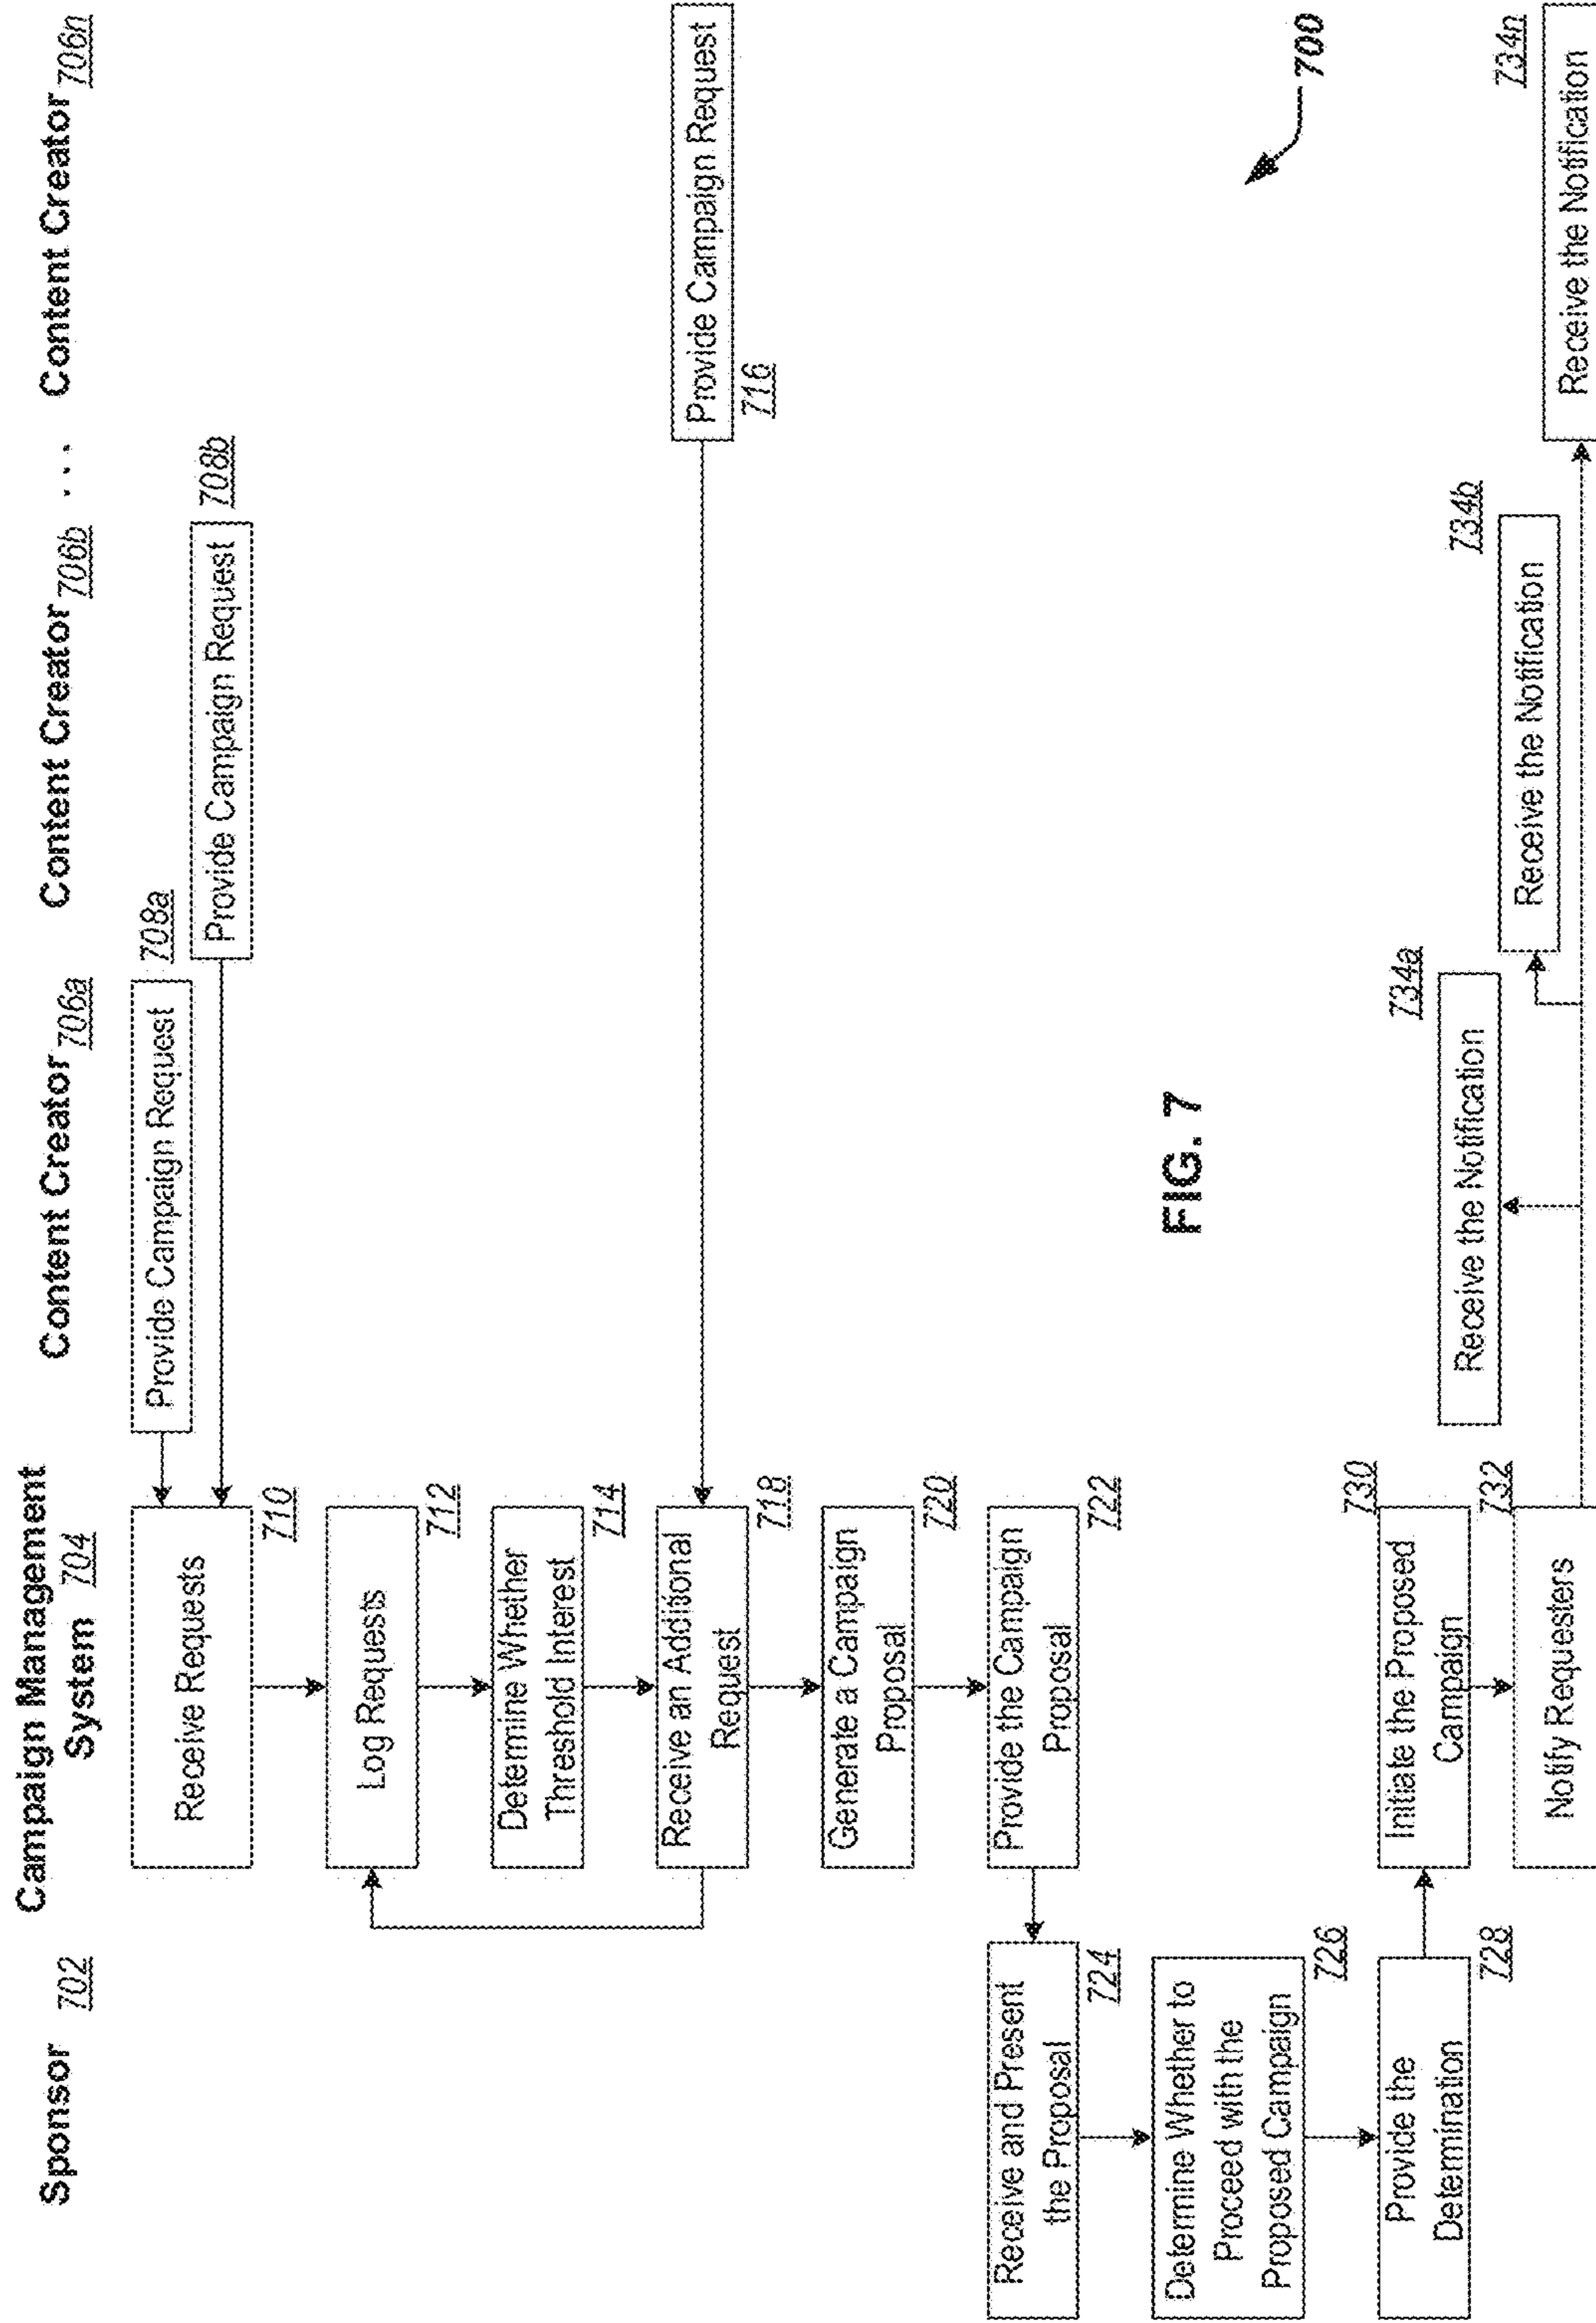 Sponsor 702
Campaign Management
System 704
Content Creator 706a
Content Creator 706b
...
Content Creator 706n
Provide Campaign Request
708a
Provide Campaign Request
708b
Receive Requests
710
Log Requests
712
Determine Whether
Threshold Interest
714
Provide Campaign Request
716
Receive an Additional
Request
718
Generate a Campaign
Proposal
720
Provide the Campaign
Proposal
722
Receive and Present
the Proposal
724
Determine Whether to
Proceed with the
Proposed Campaign
726
Provide the
Determination
728
Initiate the Proposed
Campaign
730
Notify Requesters
732
Receive the Notification
734a
Receive the Notification
734b
Receive the Notification
734n
FIG. 7
700